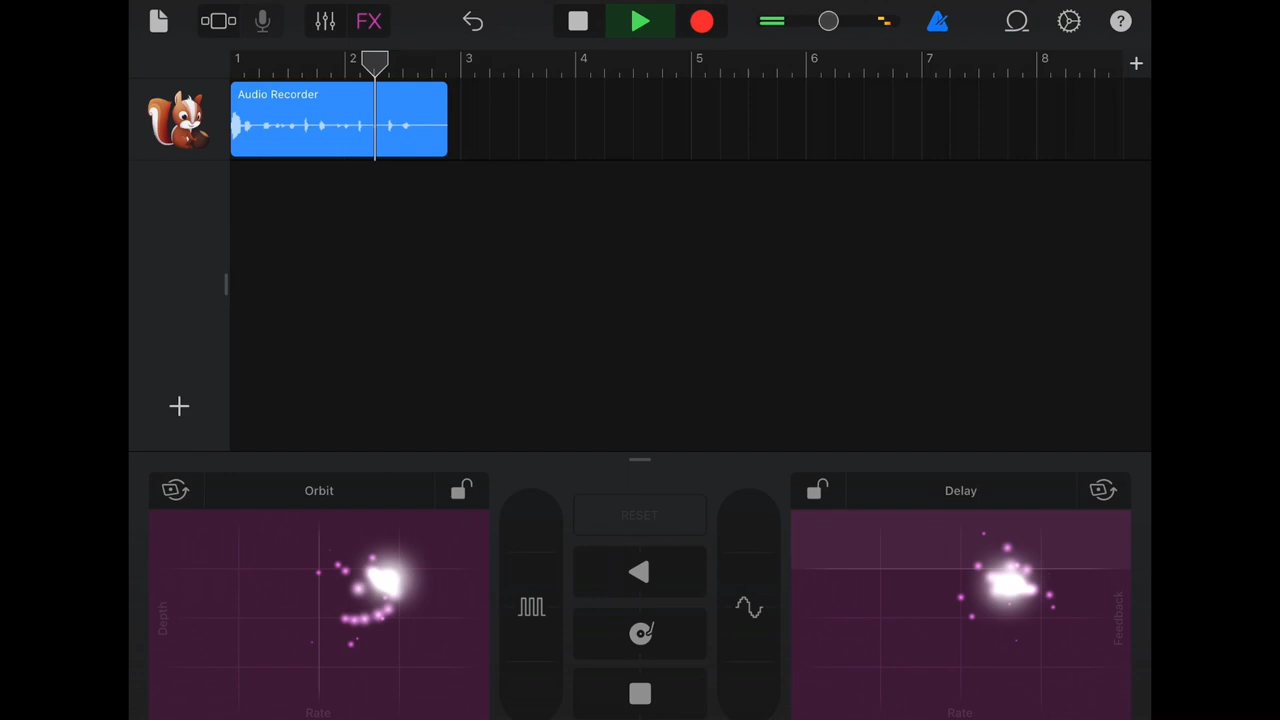 FX
?
1 2 3 4 5 6 7 8 +
Audio Recorder
+
Orbit
Delay
RESET
Depth
Feedback
Rate
Rate